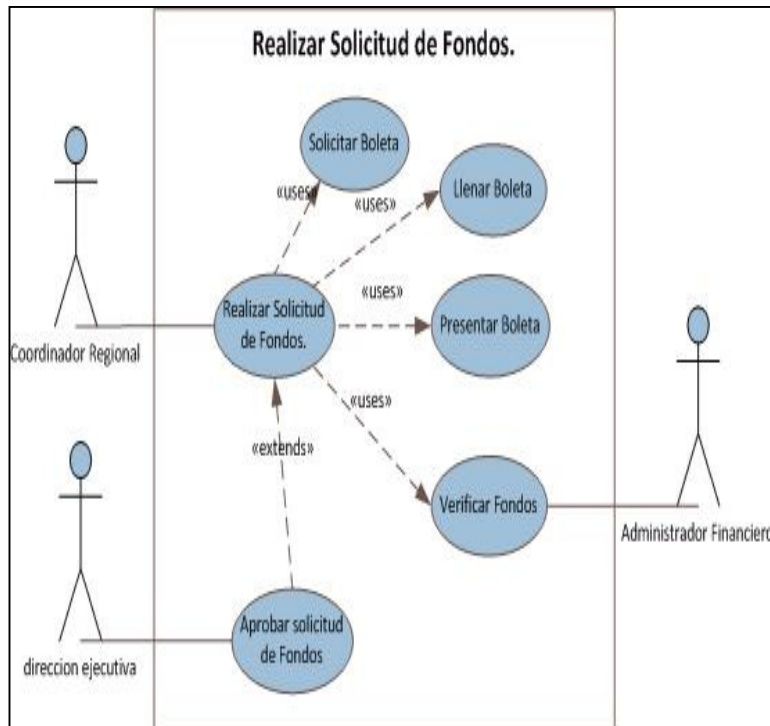 Realizar Solicitud de Fondos.
Solicitar Boleta
«uses»
Llenar Boleta
«uses»
Realizar Solicitud
de Fondos.
«uses»
Presentar Boleta
Coordinador Regional
«uses»
«extends»
Verificar Fondos
Administrador Financiero
Aprobar solicitud
de Fondos
direccion ejecutiva